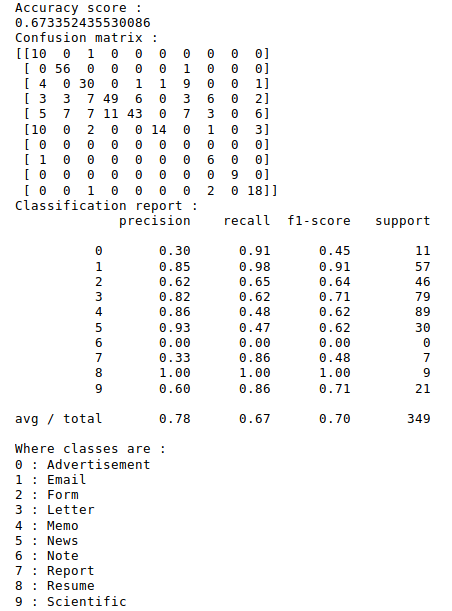 Accuracy score :
0.673352435530086
Confusion matrix :
[[10  0  1  0  0  0  0  0  0  0]
 [ 0 56  0  0  0  0  1  0  0  0]
 [ 4  0 30  0  1  1  9  0  0  1]
 [ 3  3  7 49  6  0  3  6  0  2]
 [ 5  7  7 11 43  0  7  3  0  6]
 [10  0  2  0  0 14  0  1  0  3]
 [ 0  0  0  0  0  0  0  0  0  0]
 [ 1  0  0  0  0  0  0  6  0  0]
 [ 0  0  0  0  0  0  0  0  9  0]
 [ 0  0  1  0  0  0  0  2  0 18]]
Classification report :
             precision    recall  f1-score   support
          0       0.30      0.91      0.45        11
          1       0.85      0.98      0.91        57
          2       0.62      0.65      0.64        46
          3       0.82      0.62      0.71        79
          4       0.86      0.48      0.62        89
          5       0.93      0.47      0.62        30
          6       0.00      0.00      0.00         0
          7       0.33      0.86      0.48         7
          8       1.00      1.00      1.00         9
          9       0.60      0.86      0.71        21
avg / total       0.78      0.67      0.70       349
Where classes are :
0 : Advertisement
1 : Email
2 : Form
3 : Letter
4 : Memo
5 : News
6 : Note
7 : Report
8 : Resume
9 : Scientific